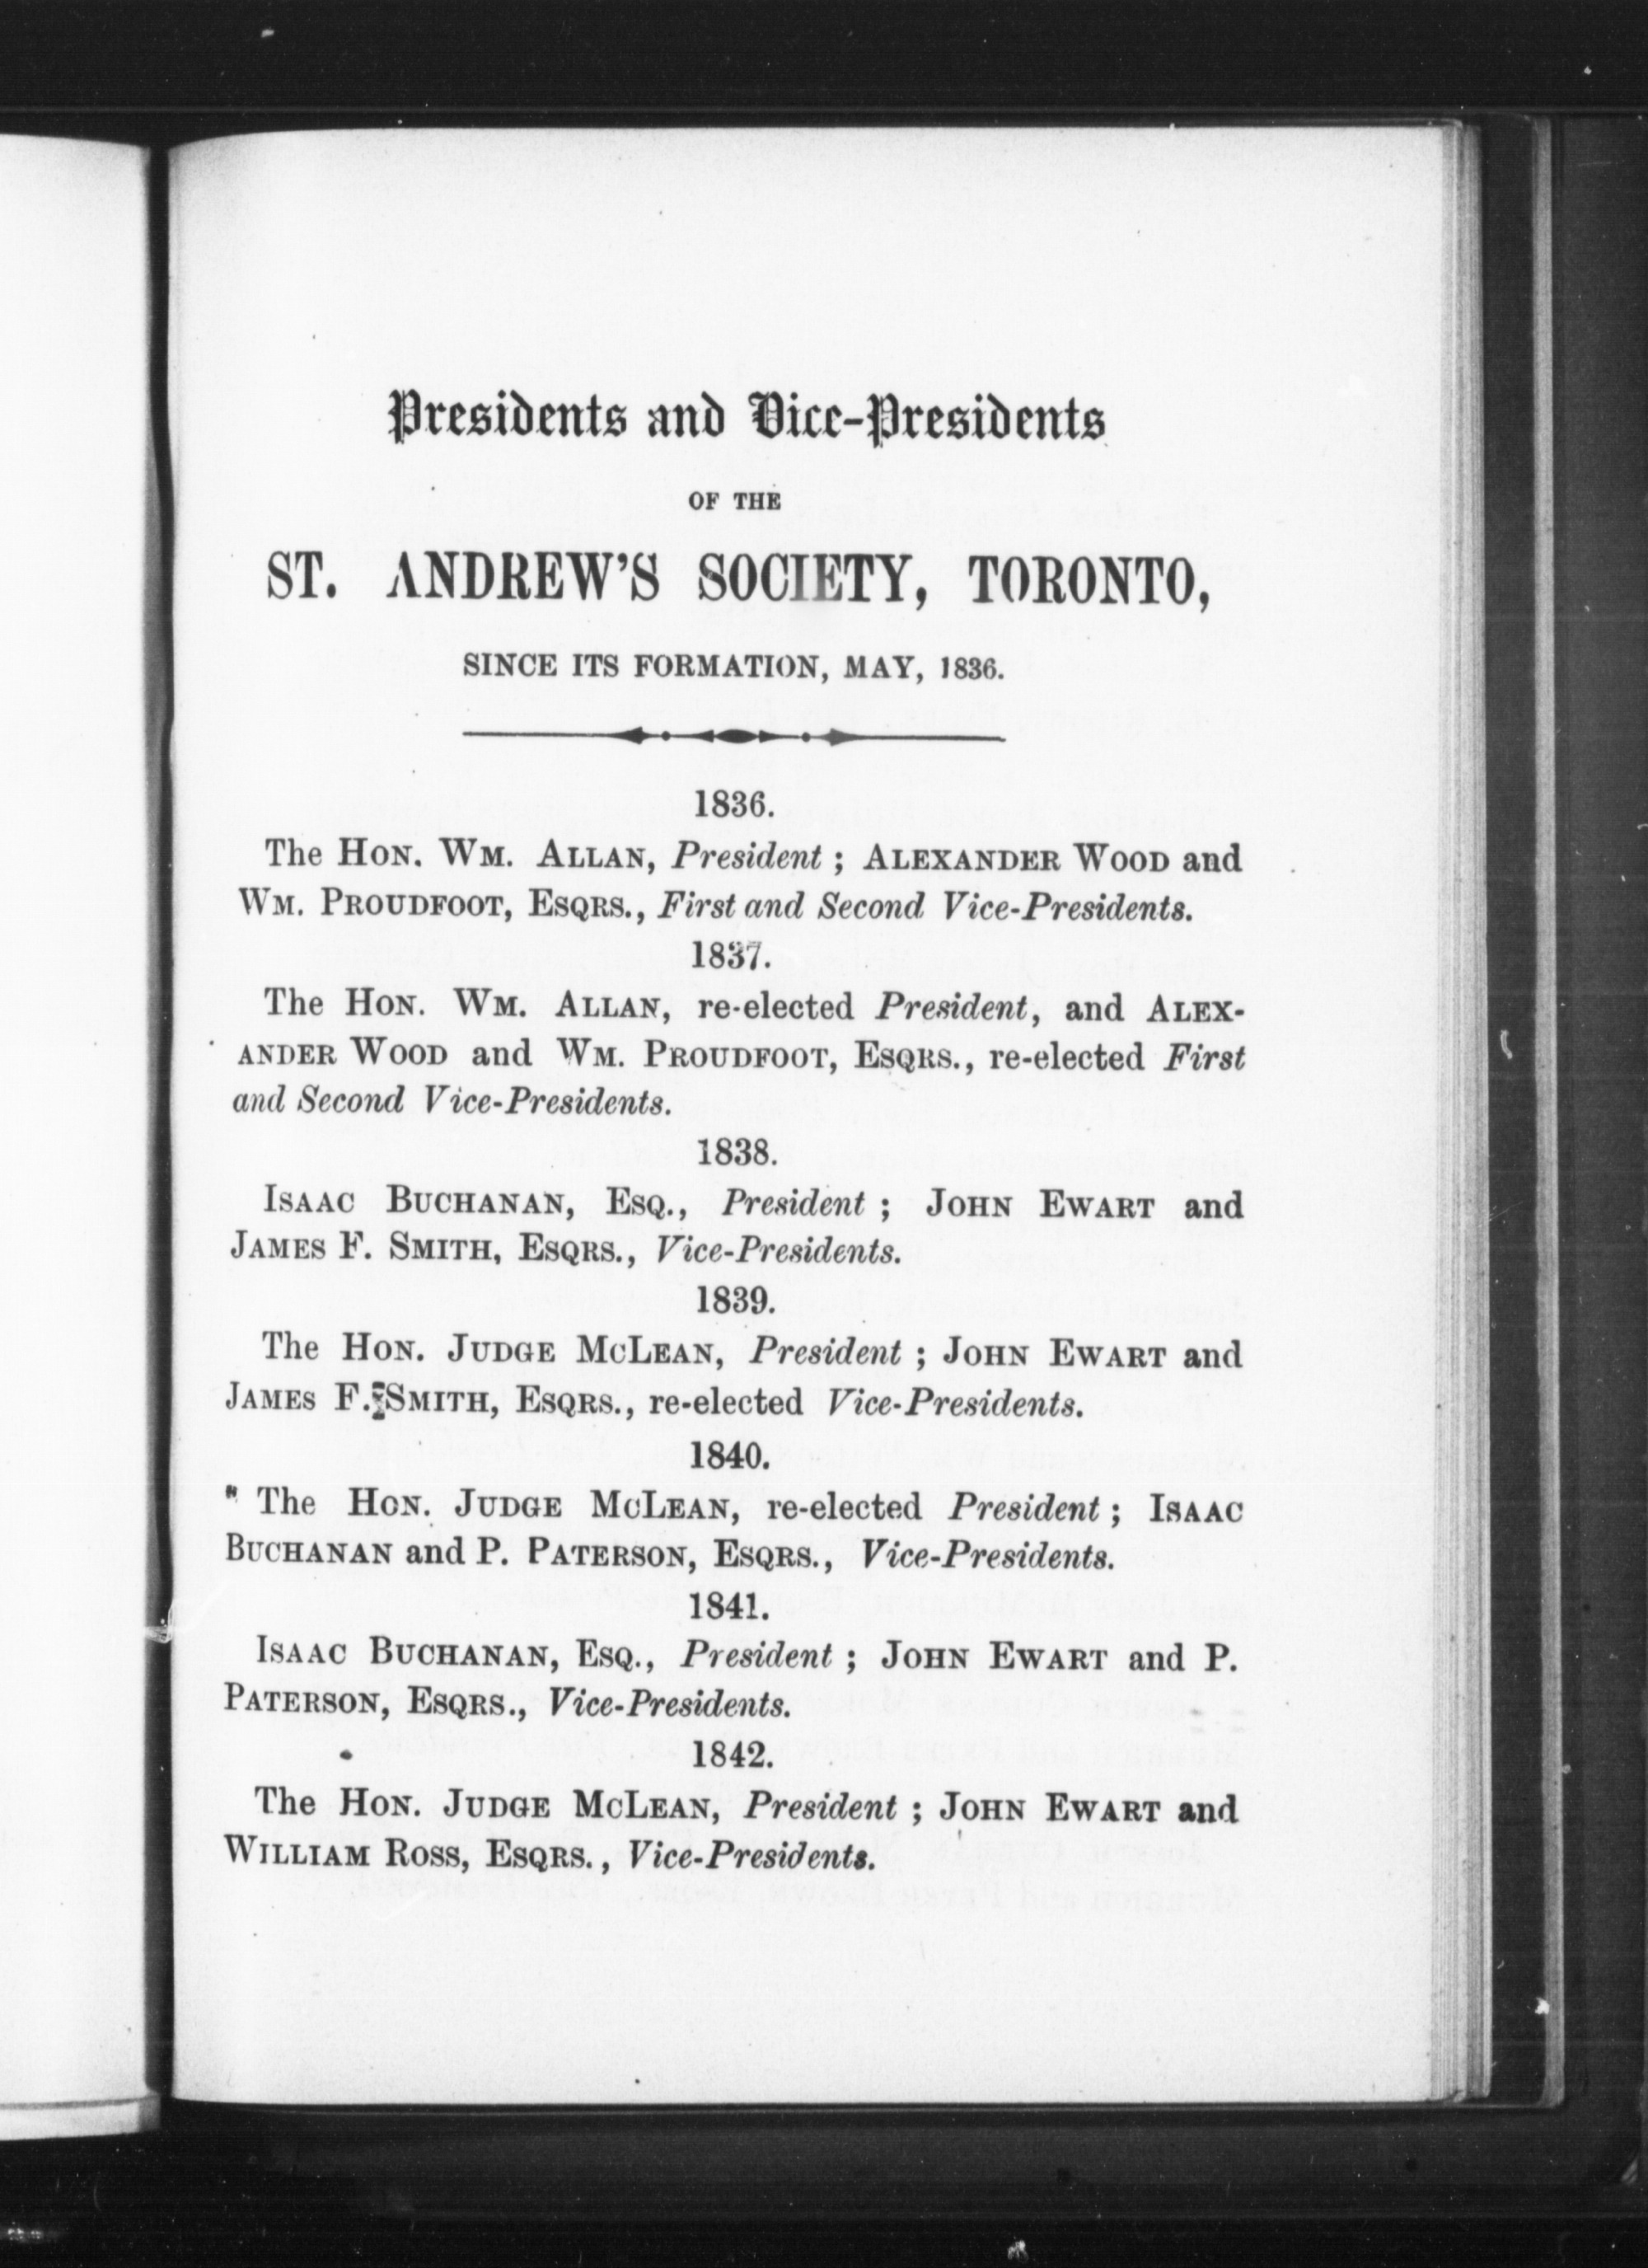 Presidents and Vice-Presidents
OF THE
ST. ANDREW'S SOCIETY, TORONTO,
SINCE ITS FORMATION, MAY, 1836.
1836.
The HON. WM. ALLAN, President ; ALEXANDER WOOD and
WM. PROUDFOOT, ESQRS., First and Second Vice-Presidents.
1837.
The HON. WM. ALLAN, re-elected President, and ALEX-
ANDER WOOD and WM. PROUDFOOT, ESQRS., re-elected First
and Second Vice-Presidents.
1838.
ISAAC BUCHANAN, ESQ., President ; JOHN EWART and
JAMES F. SMITH, ESQRS., Vice-Presidents.
1839.
The HON. JUDGE MCLEAN, President ; JOHN EWART and
JAMES F. SMITH, ESQRS., re-elected Vice-Presidents.
1840.
The HON. JUDGE MCLEAN, re-elected President ; ISAAC
BUCHANAN and P. PATERSON, ESQRS., Vice-Presidents.
1841.
ISAAC BUCHANAN, ESQ., President ; JOHN EWART and P.
PATERSON, ESQRS., Vice-Presidents.
1842.
The HON. JUDGE MCLEAN, President ; JOHN EWART and
WILLIAM ROSS, ESQRS., Vice-Presidents.